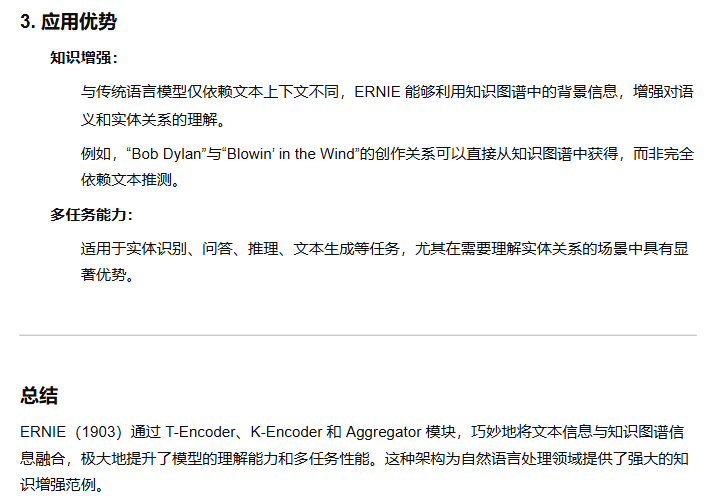 3. 应用优势
知识增强：
与传统语言模型仅依赖文本上下文不同，ERNIE 能够利用知识图谱中的背景信息，增强对语
义和实体关系的理解。
例如，“Bob Dylan”与“Blowin’ in the Wind”的创作关系可以直接从知识图谱中获得，而非完全
依赖文本推测。
多任务能力：
适用于实体识别、问答、推理、文本生成等任务，尤其在需要理解实体关系的场景中具有显
著优势。
总结
ERNIE（1903）通过 T-Encoder、K-Encoder 和 Aggregator 模块，巧妙地将文本信息与知识图谱信
息融合，极大地提升了模型的理解能力和多任务性能。这种架构为自然语言处理领域提供了强大的知
识增强范例。